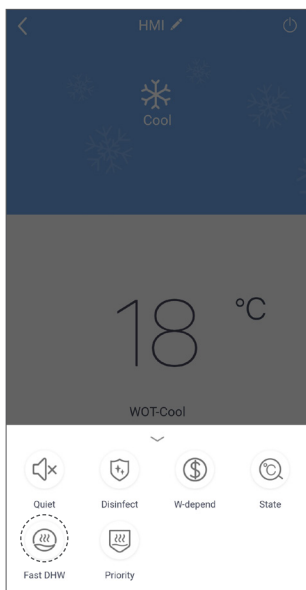 HMI
Cool
18 °C
WOT-Cool
Quiet Disinfect W-depend State
Fast DHW Priority